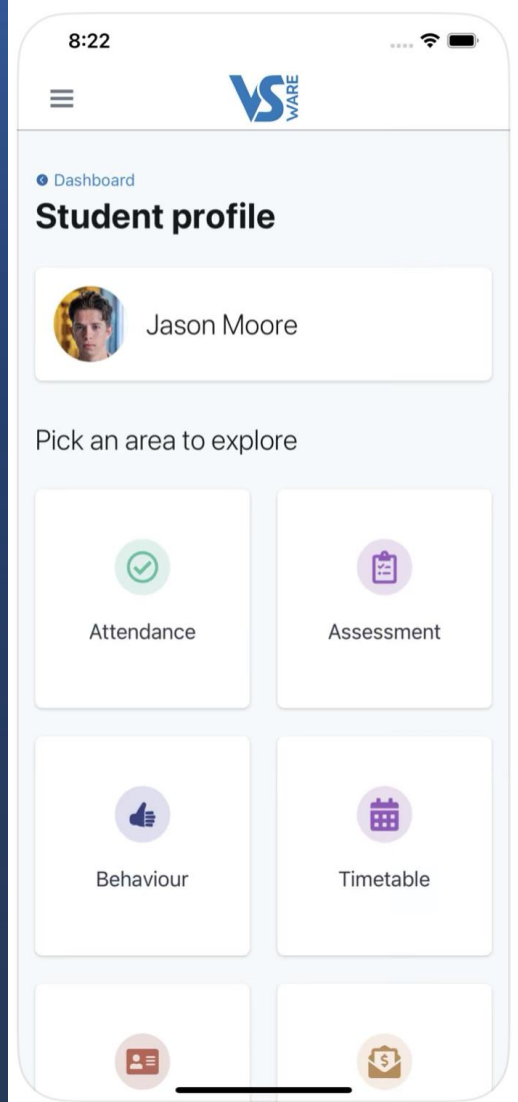 8:22
VS
WARE
Dashboard
Student profile
Jason Moore
Pick an area to explore
Attendance
Assessment
Behaviour
Timetable
$